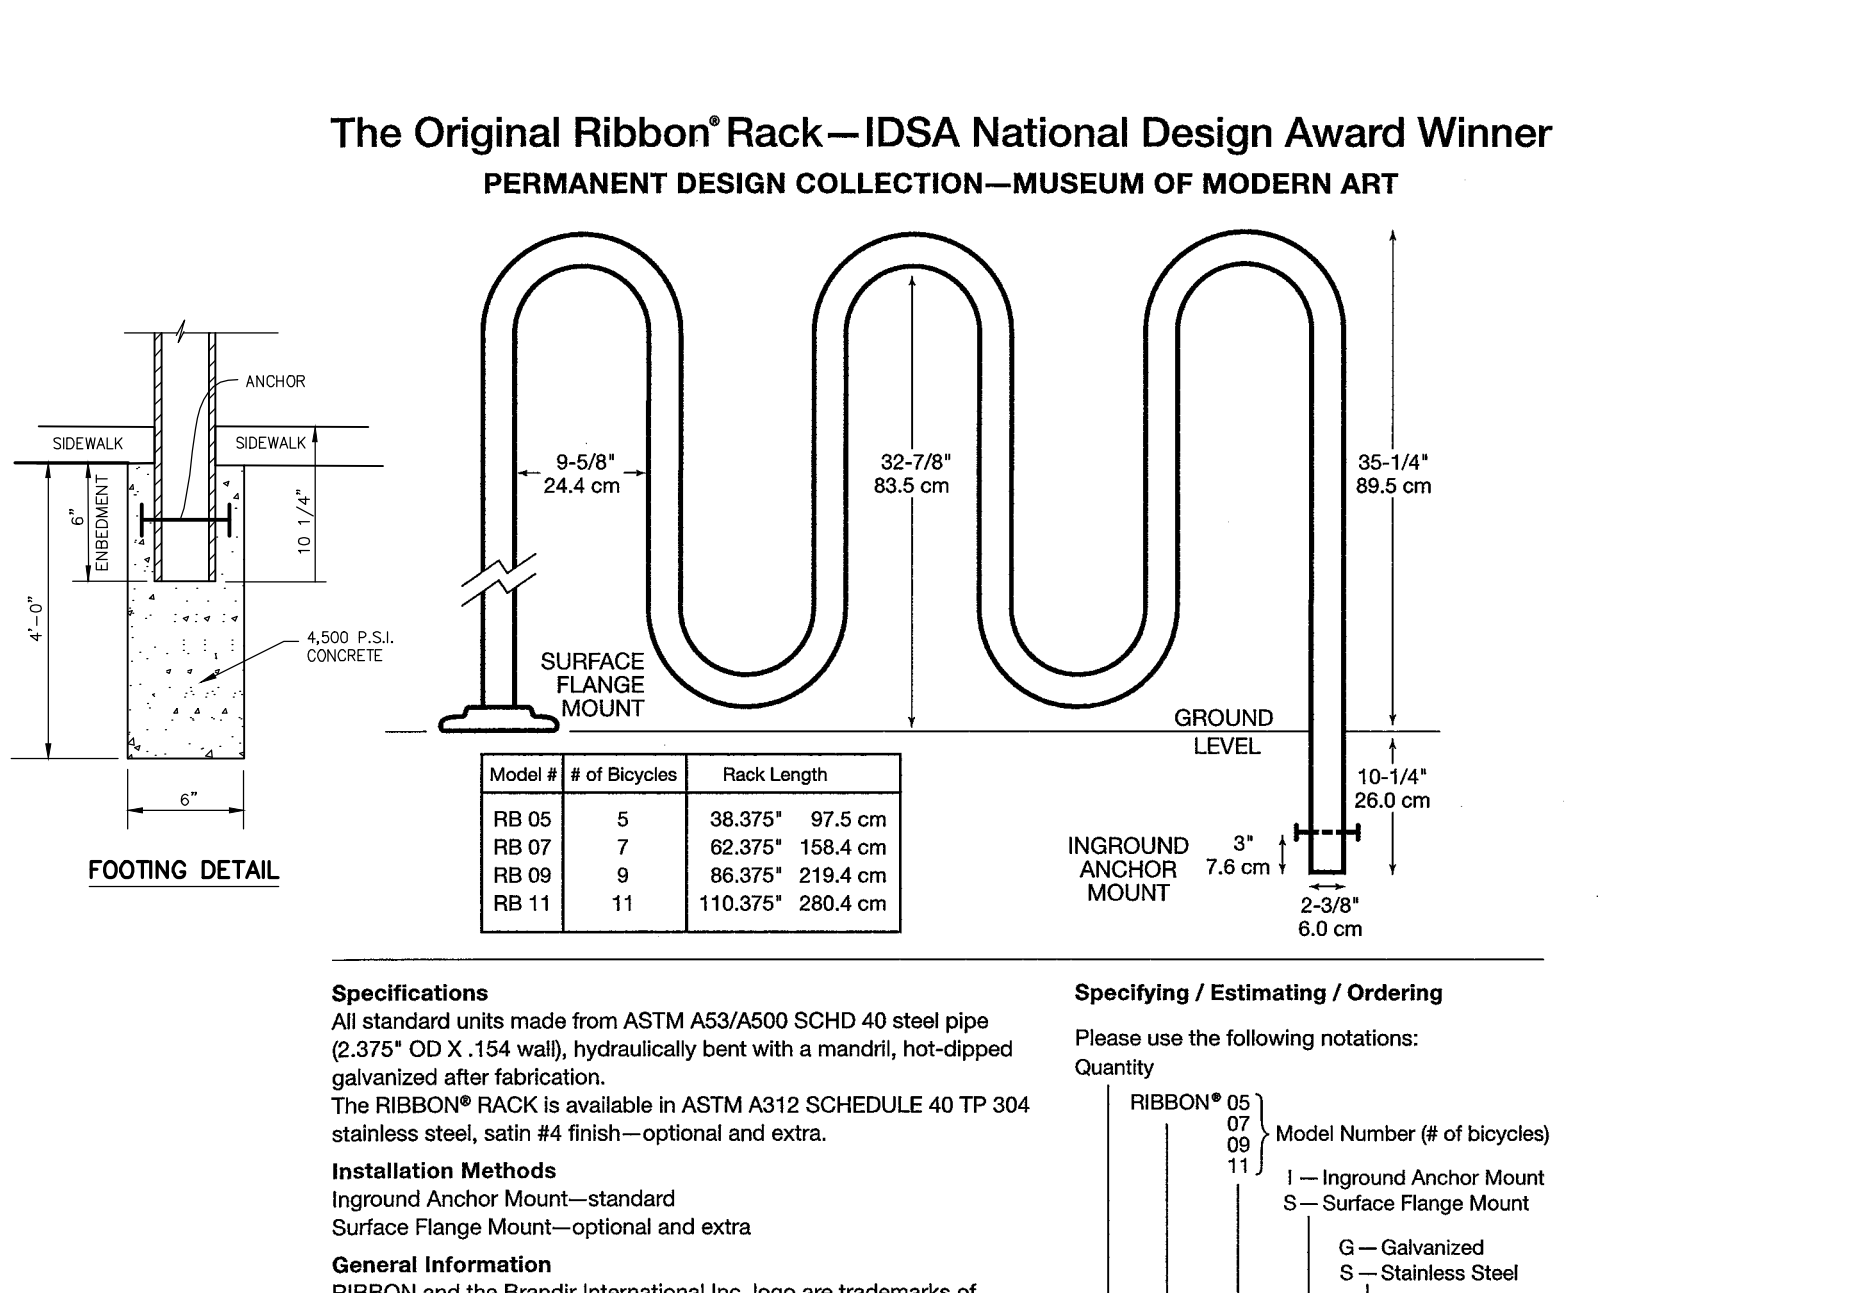 The Original Ribbon® Rack—IDSA National Design Award Winner
PERMANENT DESIGN COLLECTION—MUSEUM OF MODERN ART
ANCHOR
SIDEWALK
SIDEWALK
6"
ENBEDMENT
10 1/4"
4'-0"
4,500 P.S.I.
CONCRETE
6"
FOOTING DETAIL
9-5/8"
24.4 cm
32-7/8"
83.5 cm
35-1/4"
89.5 cm
SURFACE
FLANGE
MOUNT
GROUND
LEVEL
10-1/4"
26.0 cm
INGROUND
ANCHOR
MOUNT
3"
7.6 cm
2-3/8"
6.0 cm
Model # # of Bicycles Rack Length
RB 05 5 38.375" 97.5 cm
RB 07 7 62.375" 158.4 cm
RB 09 9 86.375" 219.4 cm
RB 11 11 110.375" 280.4 cm
Specifications
All standard units made from ASTM A53/A500 SCHD 40 steel pipe
(2.375" OD X .154 wall), hydraulically bent with a mandril, hot-dipped
galvanized after fabrication.
The RIBBON® RACK is available in ASTM A312 SCHEDULE 40 TP 304
stainless steel, satin #4 finish—optional and extra.
Installation Methods
Inground Anchor Mount—standard
Surface Flange Mount—optional and extra
General Information
RIBBON and the Brandir International Inc. logo are trademarks of
Specifying / Estimating / Ordering
Please use the following notations:
Quantity
RIBBON® 05
07
09
11
Model Number (# of bicycles)
I — Inground Anchor Mount
S — Surface Flange Mount
G — Galvanized
S — Stainless Steel